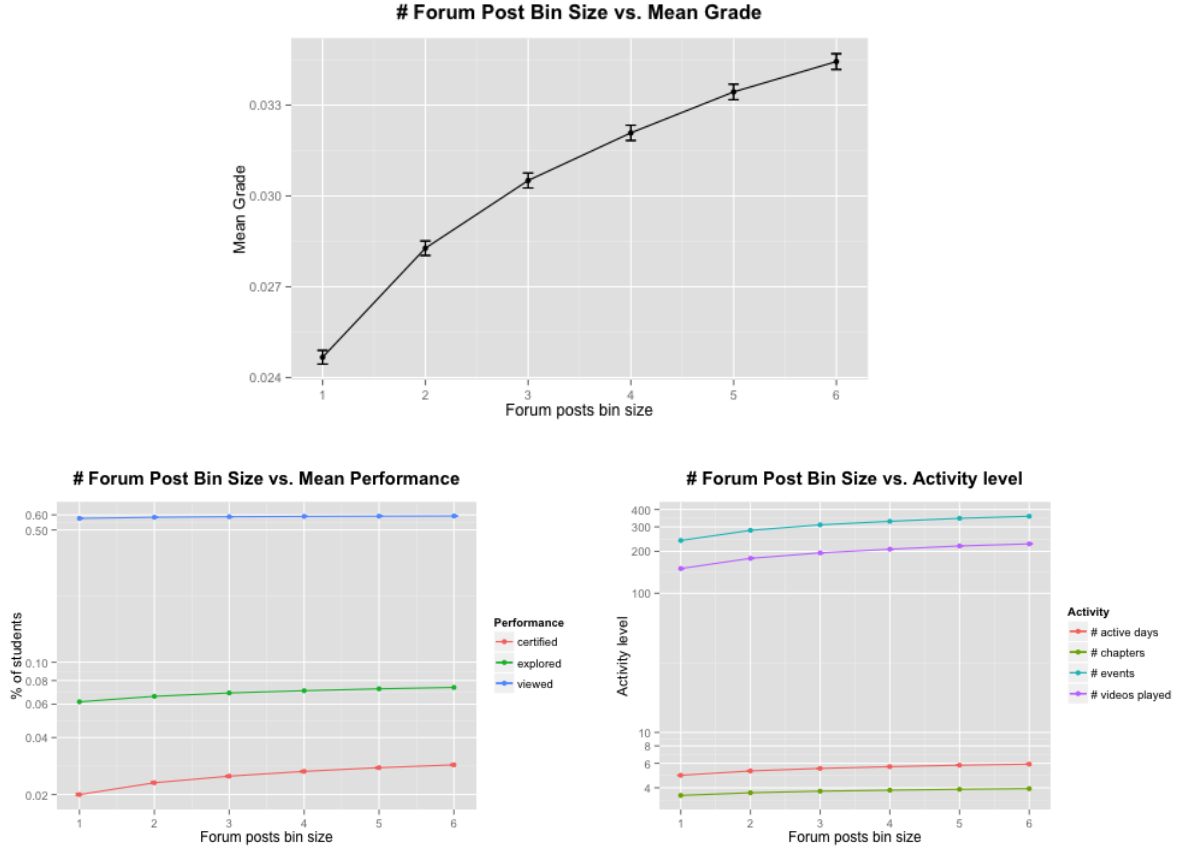 # Forum Post Bin Size vs. Mean Grade
Mean Grade
0.033
0.030
0.027
0.024
1 2 3 4 5 6
Forum posts bin size
# Forum Post Bin Size vs. Mean Performance
% of students
0.60
0.50
0.10
0.08
0.06
0.04
0.02
1 2 3 4 5 6
Forum posts bin size
Performance
certified
explored
viewed
# Forum Post Bin Size vs. Activity level
Activity level
400
300
200
100
10
8
6
4
1 2 3 4 5 6
Forum posts bin size
Activity
# active days
# chapters
# events
# videos played